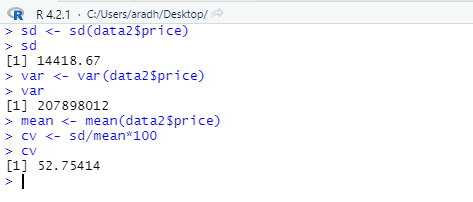 R 4.2.1 · C:/Users/aradh/Desktop/
> sd <- sd(data2$price)
> sd
[1] 14418.67
> var <- var(data2$price)
> var
[1] 207898012
> mean <- mean(data2$price)
> cv <- sd/mean*100
> cv
[1] 52.75414
>